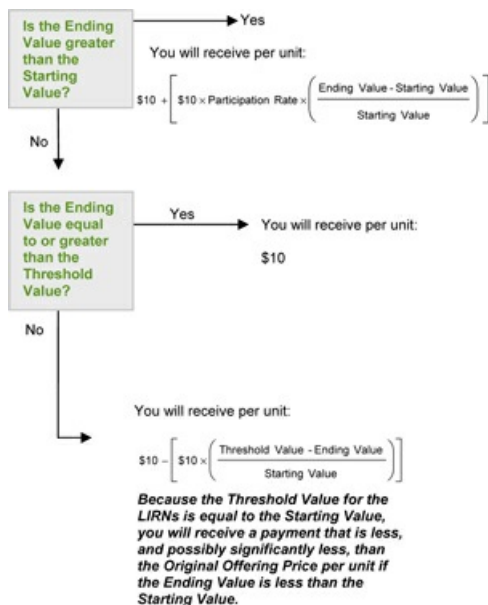 Is the Ending
Value greater
than the
Starting
Value?
Yes
You will receive per unit:
$10 + [ $10 × Participation Rate × ( Ending Value - Starting Value
Starting Value ) ]
No
Is the Ending
Value equal
to or greater
than the
Threshold
Value?
Yes
You will receive per unit:
$10
No
You will receive per unit:
$10 – [ $10 × ( Threshold Value - Ending Value
Starting Value ) ]
Because the Threshold Value for the
LIRNs is equal to the Starting Value,
you will receive a payment that is less,
and possibly significantly less, than
the Original Offering Price per unit if
the Ending Value is less than the
Starting Value.